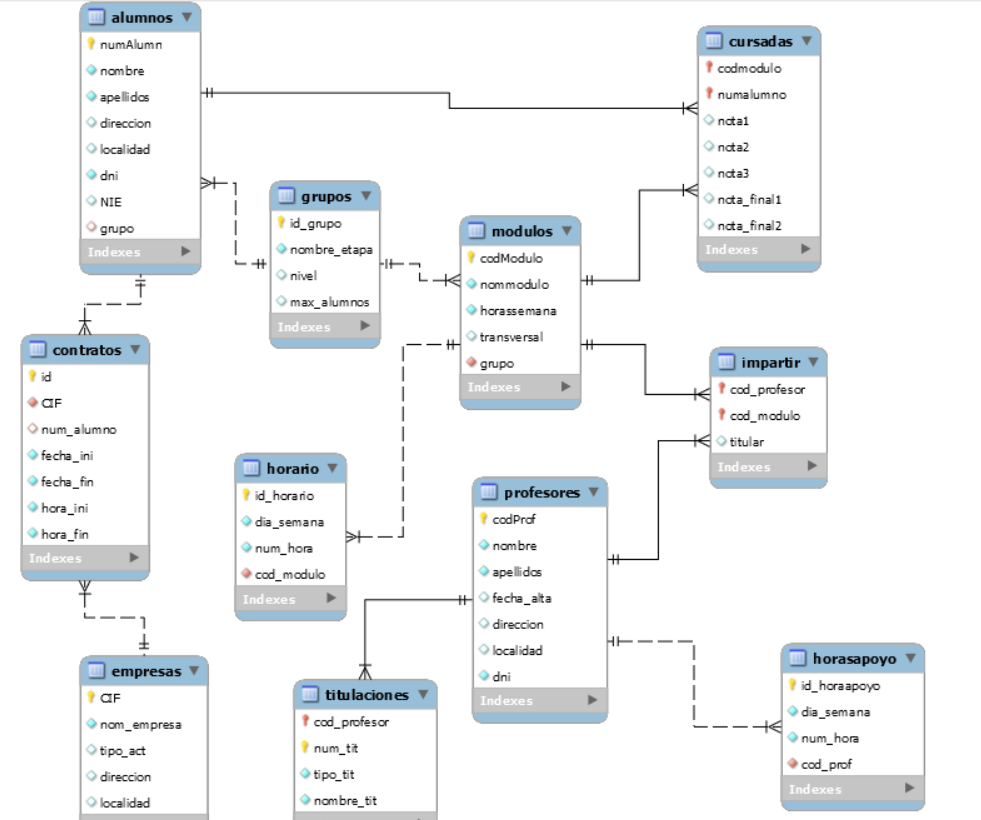 alumnos
numAlumn
nombre
apellidos
direccion
localidad
dni
NIE
grupo
Indexes
cursadas
codmodulo
numalumno
nota1
nota2
nota3
nota_final1
nota_final2
Indexes
grupos
id_grupo
nombre_etapa
nivel
max_alumnos
Indexes
modulos
codModulo
nommodulo
horassemana
transversal
grupo
Indexes
contratos
id
CIF
num_alumno
fecha_ini
fecha_fin
hora_ini
hora_fin
Indexes
impartir
cod_profesor
cod_modulo
titular
Indexes
horario
id_horario
dia_semana
num_hora
cod_modulo
Indexes
profesores
codProf
nombre
apellidos
fecha_alta
direccion
localidad
dni
Indexes
empresas
CIF
nom_empresa
tipo_act
direccion
localidad
titulaciones
cod_profesor
num_tit
tipo_tit
nombre_tit
horasapoyo
id_horaapoyo
dia_semana
num_hora
cod_prof
Indexes